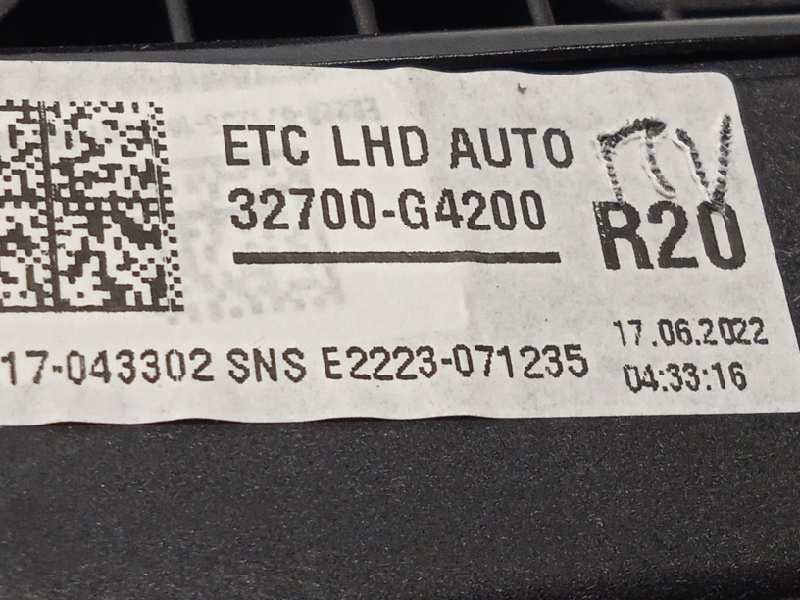 ETC LHD AUTO
32700-G4200
R20
17-043302 SNS E2223-071235
17.06.2022
04:33:16